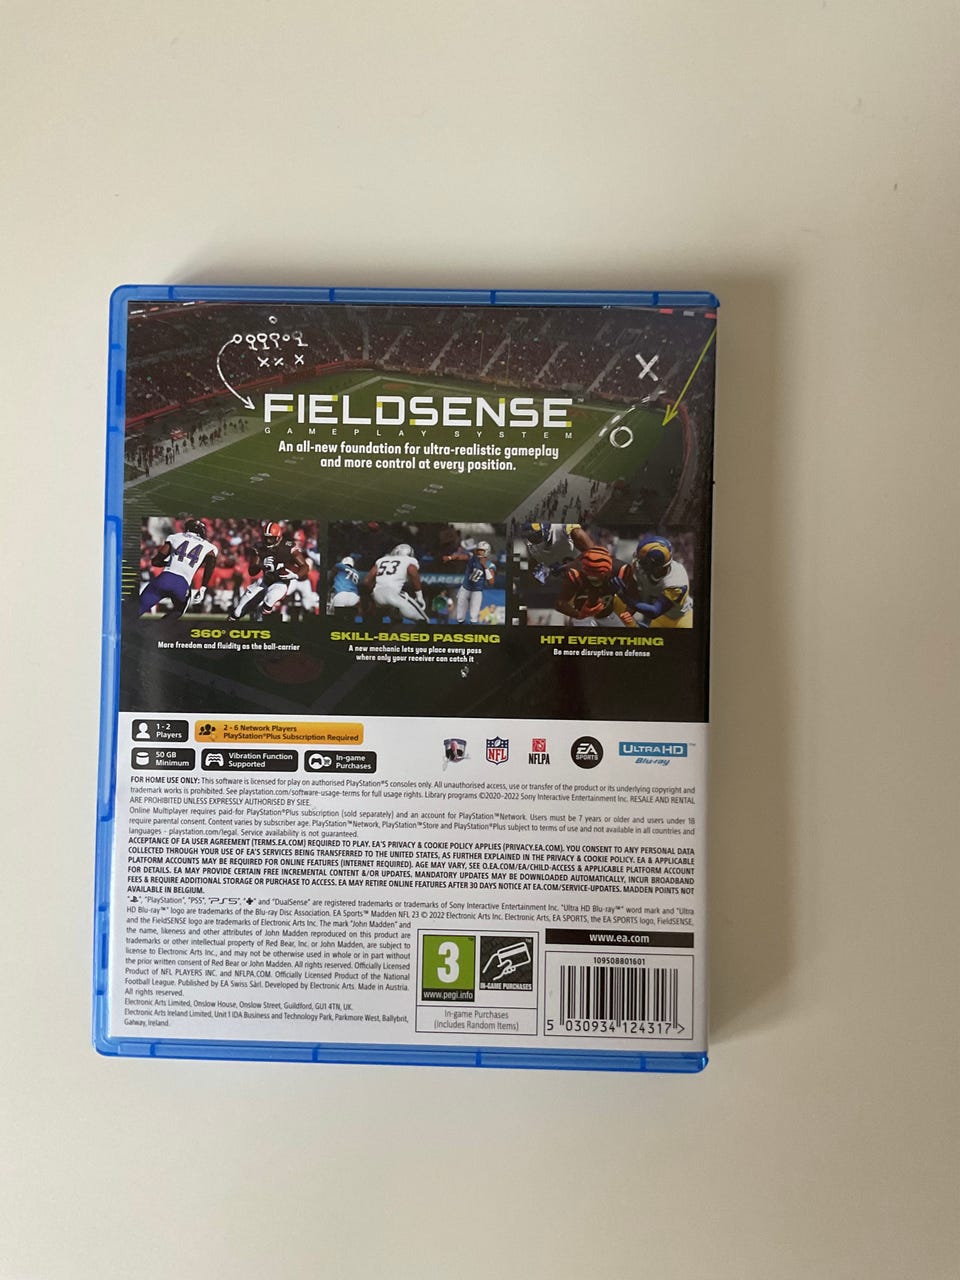 FIELDSENSE™
GAMEPLAY SYSTEM
An all-new foundation for ultra-realistic gameplay
and more control at every position.
44
76
53
CHARGE
10
360° CUTS
More freedom and fluidity as the ball-carrier
SKILL-BASED PASSING
A new mechanic lets you place every pass
where only your receiver can catch it
HIT EVERYTHING
Be more disruptive on defense
1 - 2
Players
2 - 6 Network Players
PlayStation®Plus Subscription Required
50 GB
Minimum
Vibration Function
Supported
In-game
Purchases
NFL
NFLPA
EA
SPORTS
ULTRA HD™
Blu-ray
FOR HOME USE ONLY: This software is licensed for play on authorised PlayStation®5 consoles only. All unauthorised access, use or transfer of the product or its underlying copyright and
trademark works is prohibited. See playstation.com/software-usage-terms for full usage rights. Library programs ©2020-2022 Sony Interactive Entertainment Inc. RESALE AND RENTAL
ARE PROHIBITED UNLESS EXPRESSLY AUTHORISED BY SIEE.
Online Multiplayer requires paid-for PlayStation®Plus subscription (sold separately) and an account for PlayStation™Network. Users must be 7 years or older and users under 18
require parental consent. Content varies by subscriber age. PlayStation™Network, PlayStation™Store and PlayStation®Plus subject to terms of use and not available in all countries and
languages - playstation.com/legal. Service availability is not guaranteed.
ACCEPTANCE OF EA USER AGREEMENT (TERMS.EA.COM) REQUIRED TO PLAY. EA'S PRIVACY & COOKIE POLICY APPLIES (PRIVACY.EA.COM). YOU CONSENT TO ANY PERSONAL DATA
COLLECTED THROUGH YOUR USE OF EA'S SERVICES BEING TRANSFERRED TO THE UNITED STATES, AS FURTHER EXPLAINED IN THE PRIVACY & COOKIE POLICY. EA & APPLICABLE
PLATFORM ACCOUNTS MAY BE REQUIRED FOR ONLINE FEATURES (INTERNET REQUIRED). AGE MAY VARY, SEE O.EA.COM/EA/CHILD-ACCESS & APPLICABLE PLATFORM ACCOUNT
FOR DETAILS. EA MAY PROVIDE CERTAIN FREE INCREMENTAL CONTENT &/OR UPDATES. MANDATORY UPDATES MAY BE DOWNLOADED AUTOMATICALLY, INCUR BROADBAND
FEES & REQUIRE ADDITIONAL STORAGE OR PURCHASE TO ACCESS. EA MAY RETIRE ONLINE FEATURES AFTER 30 DAYS NOTICE AT EA.COM/SERVICE-UPDATES. MADDEN POINTS NOT
AVAILABLE IN BELGIUM.
"PlayStation", "PS5", "PS5", and "DualSense" are registered trademarks or trademarks of Sony Interactive Entertainment Inc. "Ultra HD Blu-ray™" word mark and "Ultra
HD Blu-ray™" logo are trademarks of the Blu-ray Disc Association. EA Sports™ Madden NFL 23 © 2022 Electronic Arts Inc. Electronic Arts, EA SPORTS, the EA SPORTS logo, FieldSENSE,
and the FieldSENSE logo are trademarks of Electronic Arts Inc. The mark "John Madden" and
the name, likeness and other attributes of John Madden reproduced on this product are
trademarks or other intellectual property of Red Bear, Inc. or John Madden, are subject to
license to Electronic Arts Inc., and may not be otherwise used in whole or in part without
the prior written consent of Red Bear or John Madden. All rights reserved. Officially Licensed
Product of NFL PLAYERS INC. and NFLPA.COM. Officially Licensed Product of the National
Football League. Published by EA Swiss Sàrl. Developed by Electronic Arts. Made in Austria.
All rights reserved.
Electronic Arts Limited, Onslow House, Onslow Street, Guildford, GU1 4TN, UK.
Electronic Arts Ireland Limited, Unit 1 IDA Business and Technology Park, Parkmore West, Ballybrit,
Galway, Ireland.
3
www.pegi.info
IN-GAME PURCHASES
In-game Purchases
(Includes Random Items)
www.ea.com
109508801601
5 030934 124317 >